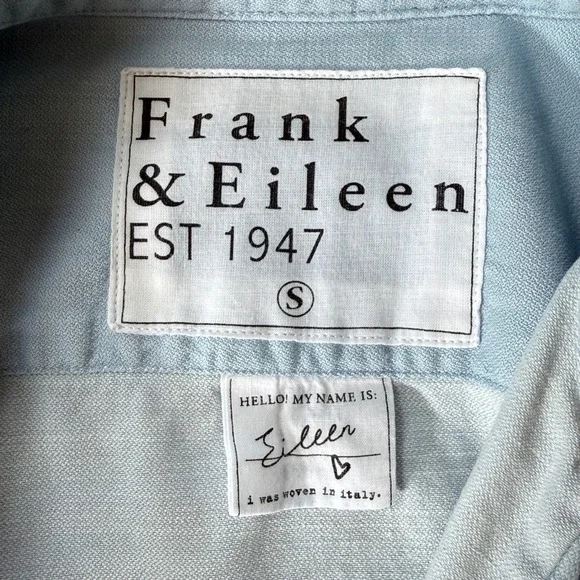 Frank
& Eileen
EST 1947
S
HELLO! MY NAME IS:
Eileen
i was woven in italy.